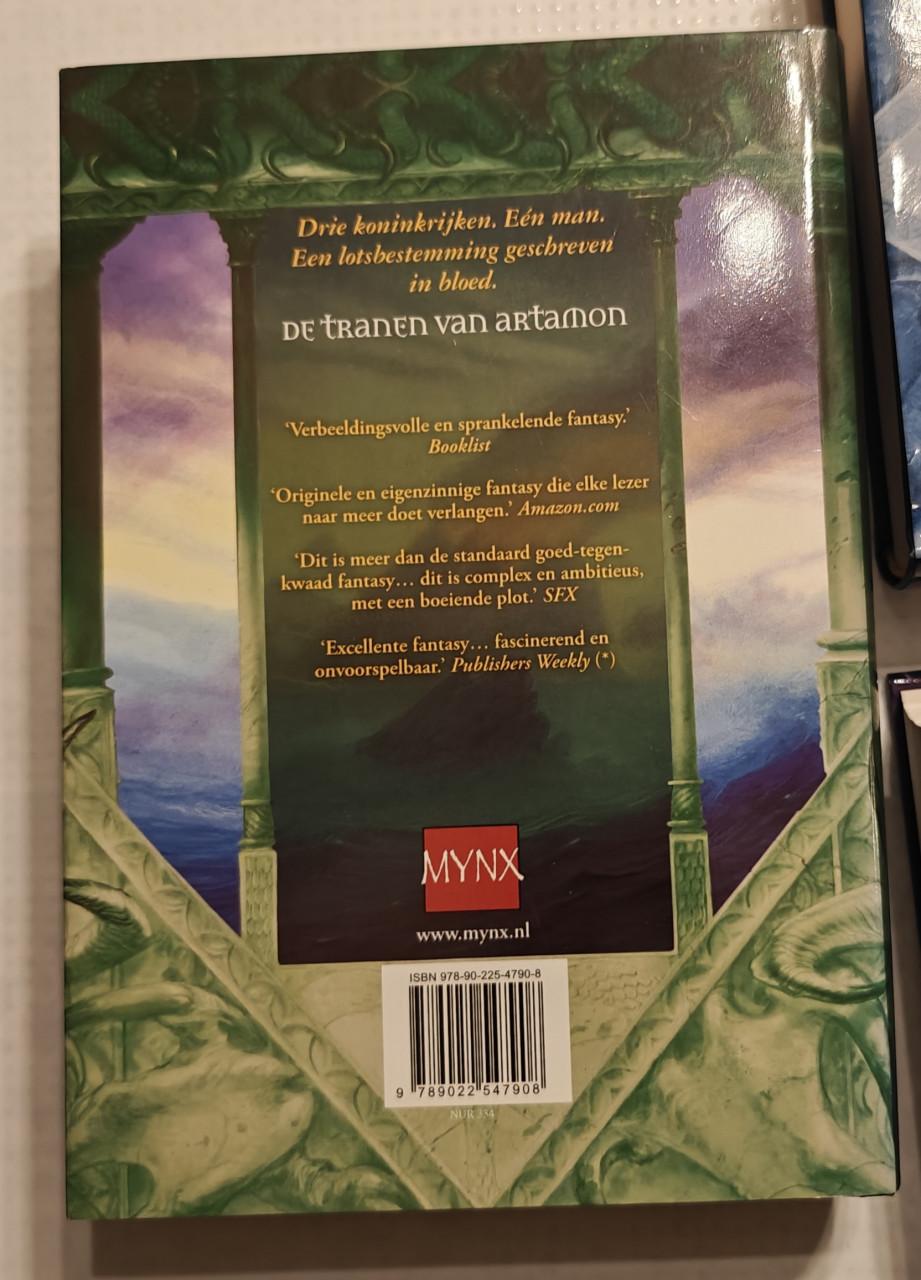 Drie koninkrijken. Eén man.
Een lotsbestemming geschreven
in bloed.
DE TRANEN VAN ARTAMON
‘Verbeeldingsvolle en sprankelende fantasy.’
Booklist
‘Originele en eigenzinnige fantasy die elke lezer
naar meer doet verlangen.’ Amazon.com
‘Dit is meer dan de standaard goed-tegen-
kwaad fantasy… dit is complex en ambitieus,
met een boeiende plot.’ SFX
‘Excellente fantasy… fascinerend en
onvoorspelbaar.’ Publishers Weekly (*)
MYNX
www.mynx.nl
ISBN 978-90-225-4790-8
9 789022 547908
NUR 334